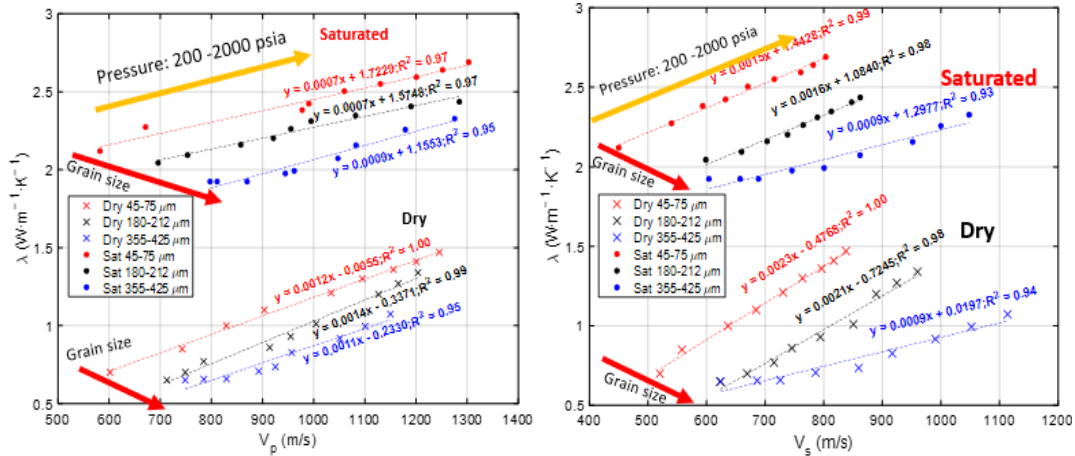 Pressure: 200 -2000 psia
Saturated
y = 0.0007x + 1.7229;R² = 0.97
y = 0.0007x + 1.5748;R² = 0.97
y = 0.0009x + 1.1553;R² = 0.95
Grain size
Dry 45-75 μm
Dry 180-212 μm
Dry 355-425 μm
Sat 45-75 μm
Sat 180-212 μm
Sat 355-425 μm
Dry
y = 0.0012x - 0.0055;R² = 1.00
y = 0.0014x - 0.3371;R² = 0.99
y = 0.0011x - 0.2330;R² = 0.95
Grain size
3
2.5
2
1.5
1
0.5
λ (W·m⁻¹·K⁻¹)
500 600 700 800 900 1000 1100 1200 1300 1400
Vₚ (m/s)
Pressure: 200 -2000 psia
y = 0.0015x + 1.4428;R² = 0.99
Saturated
y = 0.0016x + 1.0840;R² = 0.98
y = 0.0009x + 1.2977;R² = 0.93
Grain size
Dry 45-75 μm
Dry 180-212 μm
Dry 355-425 μm
Sat 45-75 μm
Sat 180-212 μm
Sat 355-425 μm
Dry
y = 0.0023x - 0.4768;R² = 1.00
y = 0.0021x - 0.7245;R² = 0.98
y = 0.0009x + 0.0197;R² = 0.94
Grain size
3
2.5
2
1.5
1
0.5
λ (W·m⁻¹·K⁻¹)
400 500 600 700 800 900 1000 1100 1200
Vₛ (m/s)